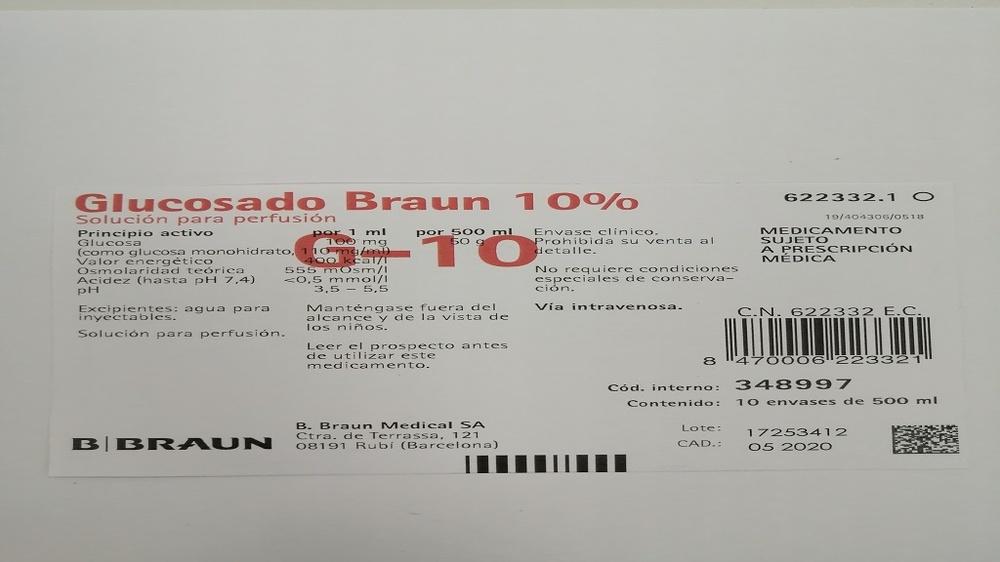 Glucosado Braun 10%
Solución para perfusión
G-10
Principio activo por 1 ml por 500 ml
Glucosa 100 mg 50 g
(como glucosa monohidrato, 110 mg/ml)
Valor energético 400 kcal/l
Osmolaridad teórica 555 mOsm/l
Acidez (hasta pH 7,4) <0,5 mmol/l
pH 3,5 – 5,5
Excipientes: agua para
inyectables.
Solución para perfusión.
Manténgase fuera del
alcance y de la vista de
los niños.
Leer el prospecto antes
de utilizar este
medicamento.
Envase clínico.
Prohibida su venta al
detalle.
No requiere condiciones
especiales de conserva-
ción.
Vía intravenosa.
622332.1
19/404306/0518
MEDICAMENTO
SUJETO
A PRESCRIPCIÓN
MÉDICA
C.N. 622332 E.C.
8 470006 223321
Cód. interno: 348997
Contenido: 10 envases de 500 ml
B|BRAUN
B. Braun Medical SA
Ctra. de Terrassa, 121
08191 Rubí (Barcelona)
Lote: 17253412
CAD.: 05 2020